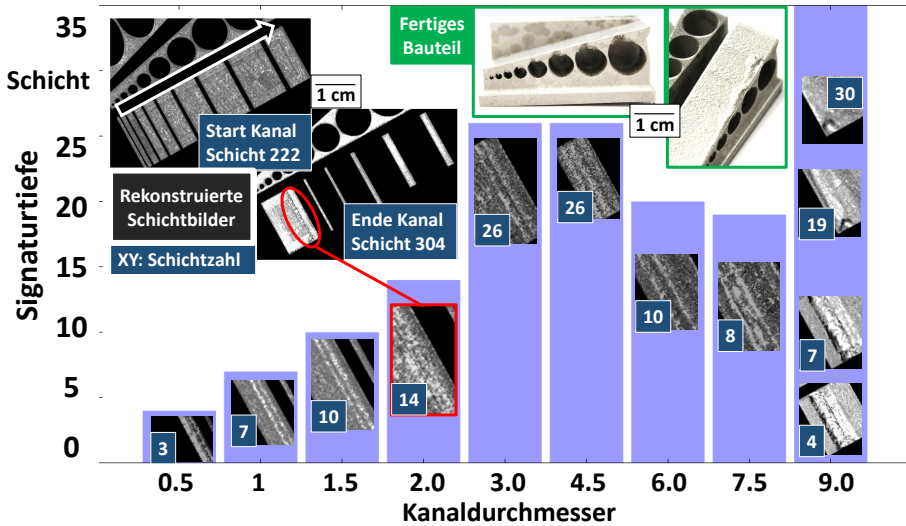 35
Schicht
25
20
15
10
5
0
Signaturtiefe
Start Kanal
Schicht 222
1 cm
Rekonstruierte
Schichtbilder
XY: Schichtzahl
Ende Kanal
Schicht 304
Fertiges
Bauteil
1 cm
3
7
10
14
26
26
10
8
30
19
7
4
0.5 1 1.5 2.0 3.0 4.5 6.0 7.5 9.0
Kanaldurchmesser